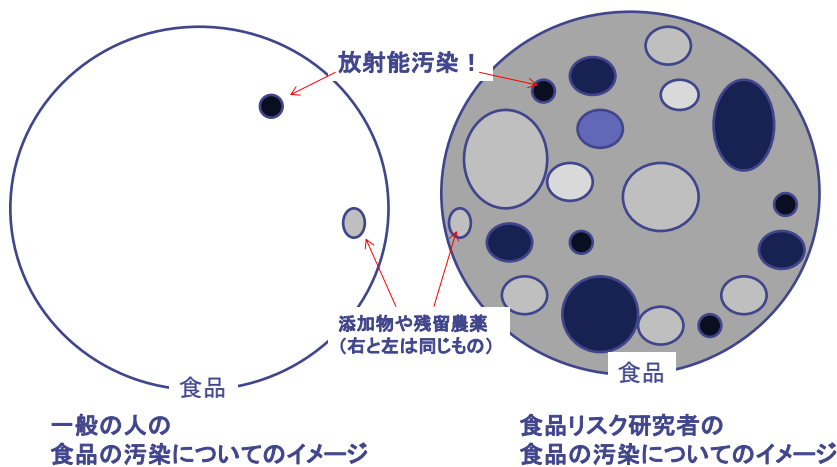 放射能汚染！
添加物や残留農薬
（右と左は同じもの）
食品
食品
一般の人の
食品の汚染についてのイメージ
食品リスク研究者の
食品の汚染についてのイメージ